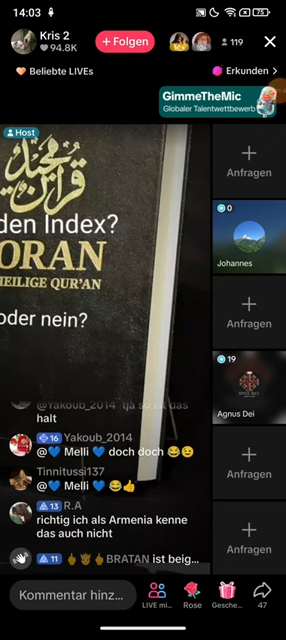 14:03
75
Kris 2
94.8K
+ Folgen
119
Beliebte LIVEs
Erkunden >
GimmeTheMic
Globaler Talentwettbewerb
Host
قرآن مجيد
den Index?
ORAN
HEILIGE QUR'AN
oder nein?
Anfragen
0
Johannes
Anfragen
19
Agnus Dei
Anfragen
Anfragen
@Yakoub_2014 tja so ist das
halt
16 Yakoub_2014
@💙 Melli 💙 doch doch 😂😉
Tinnitussi137
@💙 Melli 💙 😂👍
13 R.A
richtig ich als Armenia kenne
das auch nicht
11 BRATAN ist beig...
Kommentar hinz...
LIVE mi...
Rose
Gesche...
47